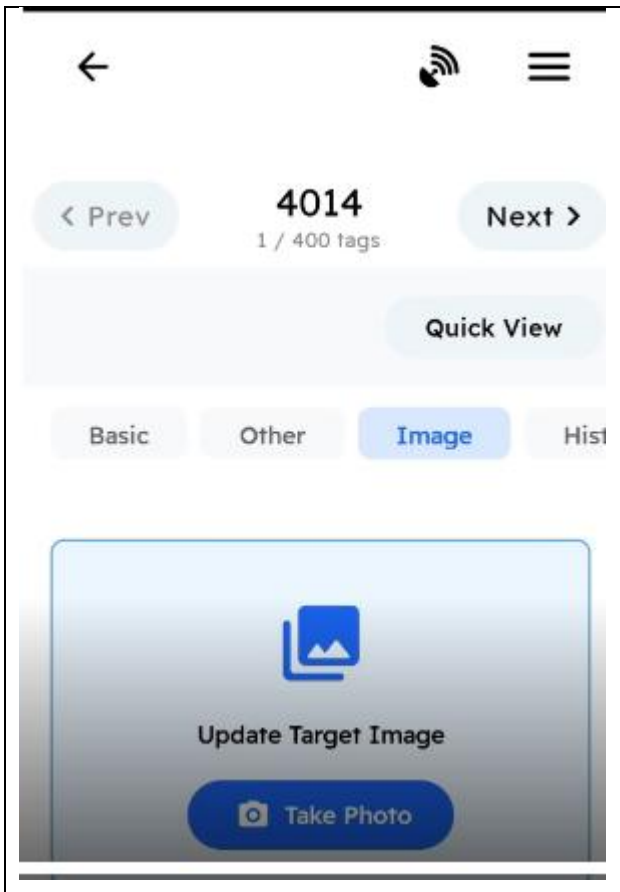 < Prev 4014 Next >
1 / 400 tags
Quick View
Basic Other Image Hist
Update Target Image
Take Photo